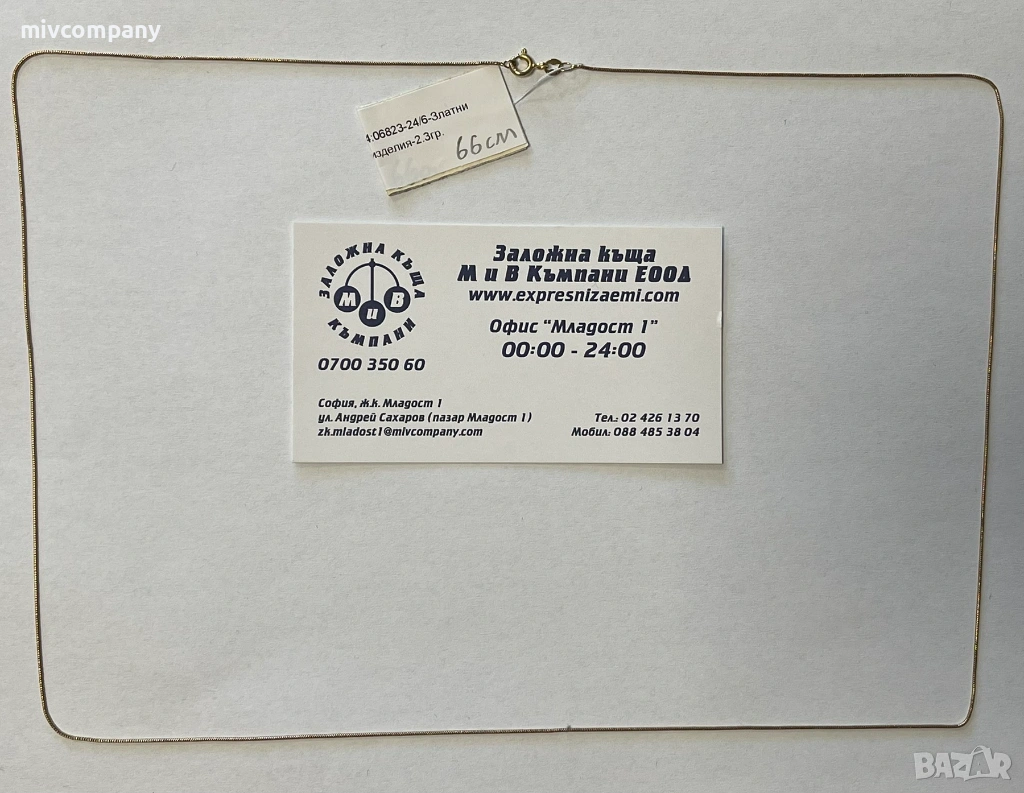 mivcompany
4:06823-24/6-Златни
изделия-2.3гр.
66см
ЗАЛОЖНА КЪЩА
М и В
КЪМПАНИ
0700 350 60
Заложна къща
М и В Къмпани ЕООД
www.expresnizaemi.com
Офис "Младост 1"
00:00 - 24:00
София, ж.к. Младост 1
ул. Андрей Сахаров (пазар Младост 1)
zk.mladost1@mivcompany.com
Тел.: 02 426 13 70
Мобил: 088 485 38 04
BAZAR